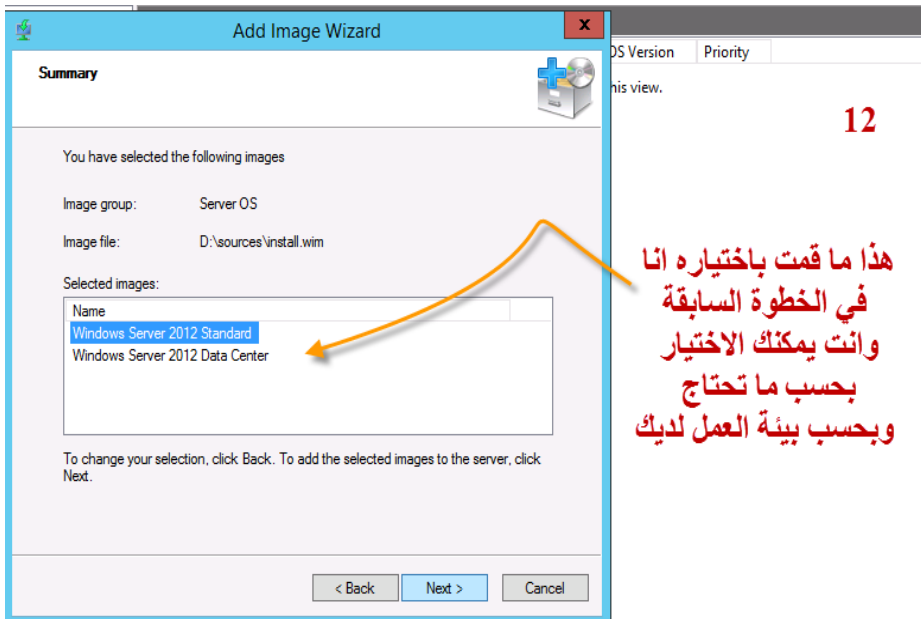 Add Image Wizard
X
Summary
OS Version Priority
his view.
12
You have selected the following images
Image group: Server OS
Image file: D:\sources\install.wim
Selected images:
Name
Windows Server 2012 Standard
Windows Server 2012 Data Center
هذا ما قمت باختياره انا
في الخطوة السابقة
وانت يمكنك الاختيار
بحسب ما تحتاج
وبحسب بيئة العمل لديك
To change your selection, click Back. To add the selected images to the server, click
Next.
< Back Next > Cancel